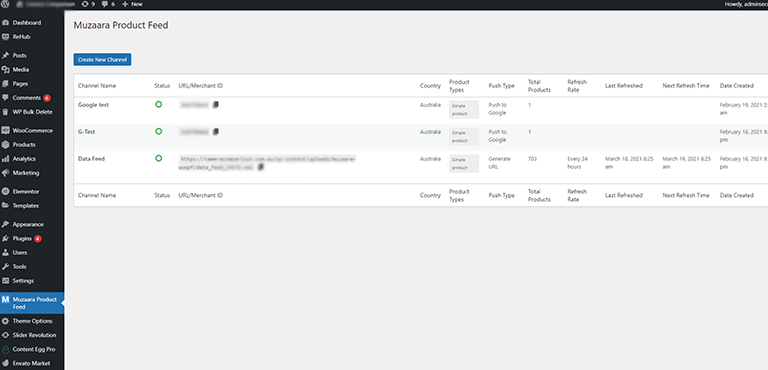 9 6 New Howdy, adminsec
Dashboard
ReHub
Posts
Media
Pages
Comments 6
WP Bulk Delete
WooCommerce
Products
Analytics
Marketing
Elementor
Templates
Appearance
Plugins 4
Users
Tools
Settings
Muzaara Product
Feed
Theme Options
Slider Revolution
Content Egg Pro
Envato Market
Muzaara Product Feed
Create New Channel
Channel Name Status URL/Merchant ID Country Product Types Push Type Total Products Refresh Rate Last Refreshed Next Refresh Time Date Created
Google test Australia Simple product Push to Google 1 February 19, 2021 2: am
G-Test Australia Simple product Push to Google 1 February 16, 2021 9: pm
Data Feed Australia Simple product Generate URL 703 Every 24 hours March 18, 2021 8:25 am March 19, 2021 8:25 am February 16, 2021 9: pm
Channel Name Status URL/Merchant ID Country Product Types Push Type Total Products Refresh Rate Last Refreshed Next Refresh Time Date Created